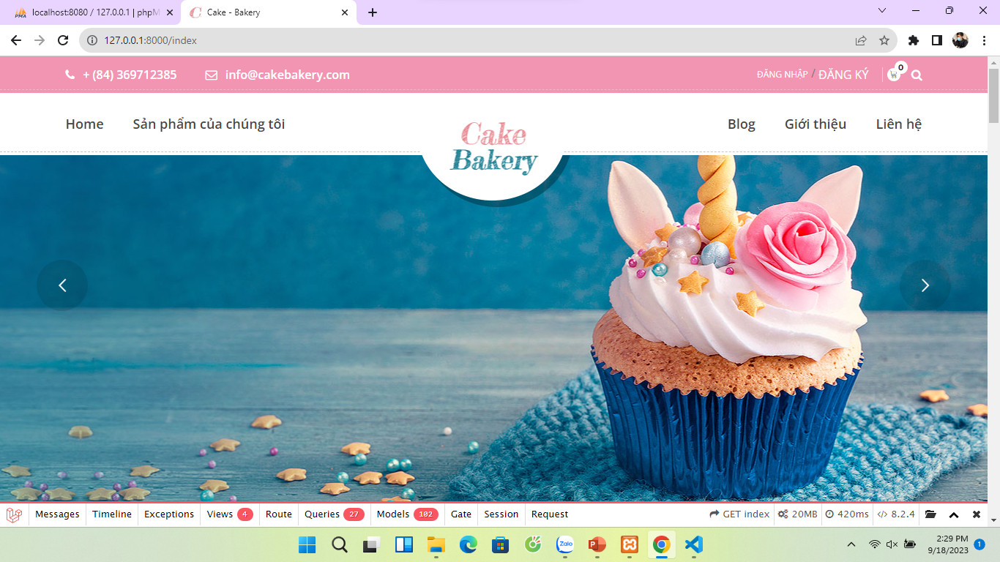 localhost:8080 / 127.0.0.1 | phpM
Cake - Bakery
127.0.0.1:8000/index
+ (84) 369712385
info@cakebakery.com
ĐĂNG NHẬP / ĐĂNG KÝ
0
Home
Sản phẩm của chúng tôi
Cake
Bakery
Blog
Giới thiệu
Liên hệ
Messages
Timeline
Exceptions
Views 4
Route
Queries 27
Models 102
Gate
Session
Request
GET index
20MB
420ms
8.2.4
Zalo
2:29 PM
9/18/2023
1